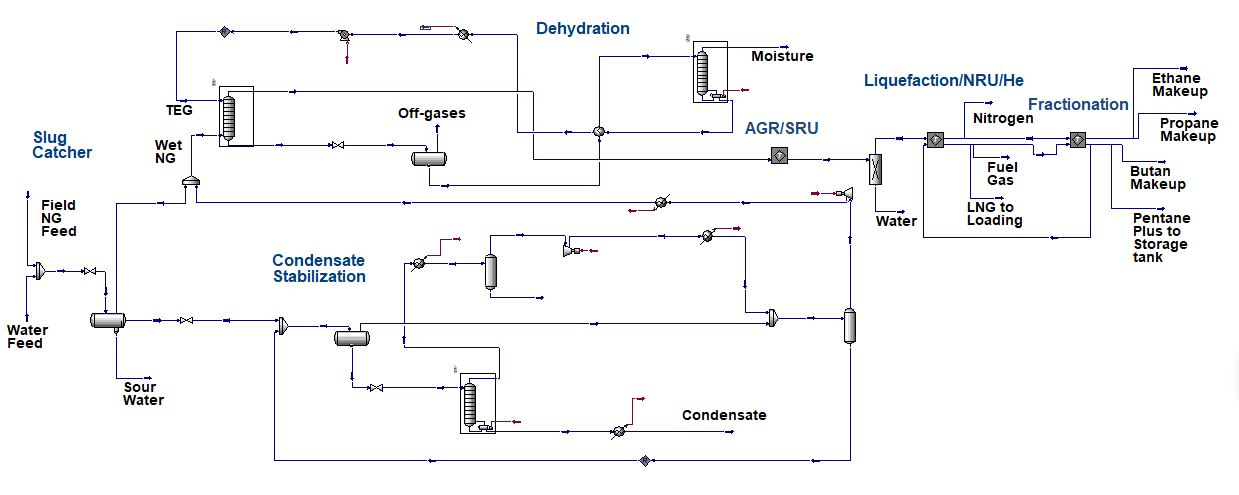 Dehydration
Moisture
Liquefaction/NRU/He
Ethane
Makeup
Fractionation
TEG
Off-gases
Nitrogen
Propane
Makeup
AGR/SRU
Slug
Catcher
Wet
NG
Fuel
Gas
Butan
Makeup
Field
NG
Feed
Water
LNG to
Loading
Pentane
Plus to
Storage
tank
Condensate
Stabilization
Water
Feed
Sour
Water
Condensate